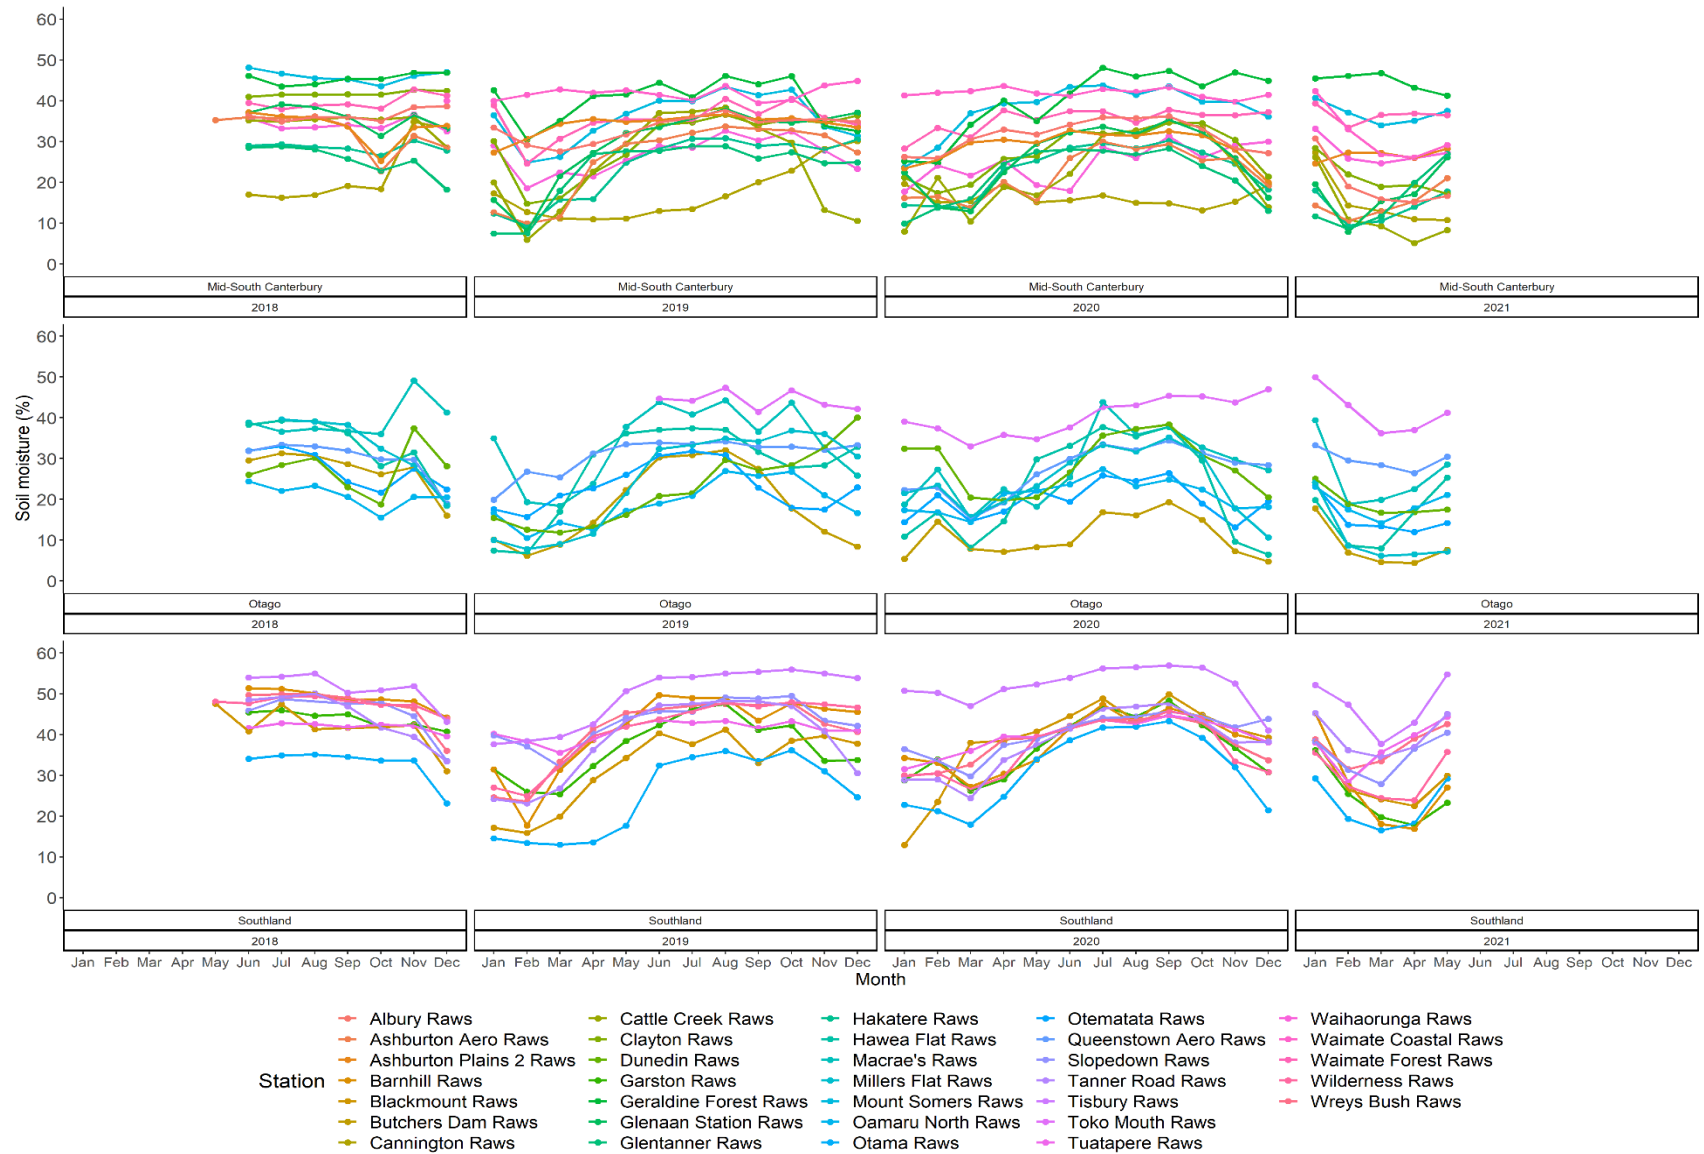 60
50
40
30
20
10
0
Mid-South Canterbury Mid-South Canterbury Mid-South Canterbury Mid-South Canterbury
2018 2019 2020 2021
60
50
40
30
20
10
0
Soil moisture (%)
Otago Otago Otago Otago
2018 2019 2020 2021
60
50
40
30
20
10
0
Southland Southland Southland Southland
2018 2019 2020 2021
Jan Feb Mar Apr May Jun Jul Aug Sep Oct Nov Dec Jan Feb Mar Apr May Jun Jul Aug Sep Oct Nov Dec Jan Feb Mar Apr May Jun Jul Aug Sep Oct Nov Dec Jan Feb Mar Apr May Jun Jul Aug Sep Oct Nov Dec
Month
Station
Albury Raws
Ashburton Aero Raws
Ashburton Plains 2 Raws
Barnhill Raws
Blackmount Raws
Butchers Dam Raws
Cannington Raws
Cattle Creek Raws
Clayton Raws
Dunedin Raws
Garston Raws
Geraldine Forest Raws
Glenaan Station Raws
Glentanner Raws
Hakatere Raws
Hawea Flat Raws
Macrae's Raws
Millers Flat Raws
Mount Somers Raws
Oamaru North Raws
Otama Raws
Otematata Raws
Queenstown Aero Raws
Slopedown Raws
Tanner Road Raws
Tisbury Raws
Toko Mouth Raws
Tuatapere Raws
Waihaorunga Raws
Waimate Coastal Raws
Waimate Forest Raws
Wilderness Raws
Wreys Bush Raws